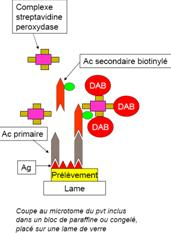 Complexe
streptavidine
peroxydase
Ac secondaire biotinylé
DAB
DAB
DAB
Ac primaire
Ag
Prélèvement
Lame
Coupe au microtome du pvt inclus
dans un bloc de paraffine ou congelé,
placé sur une lame de verre